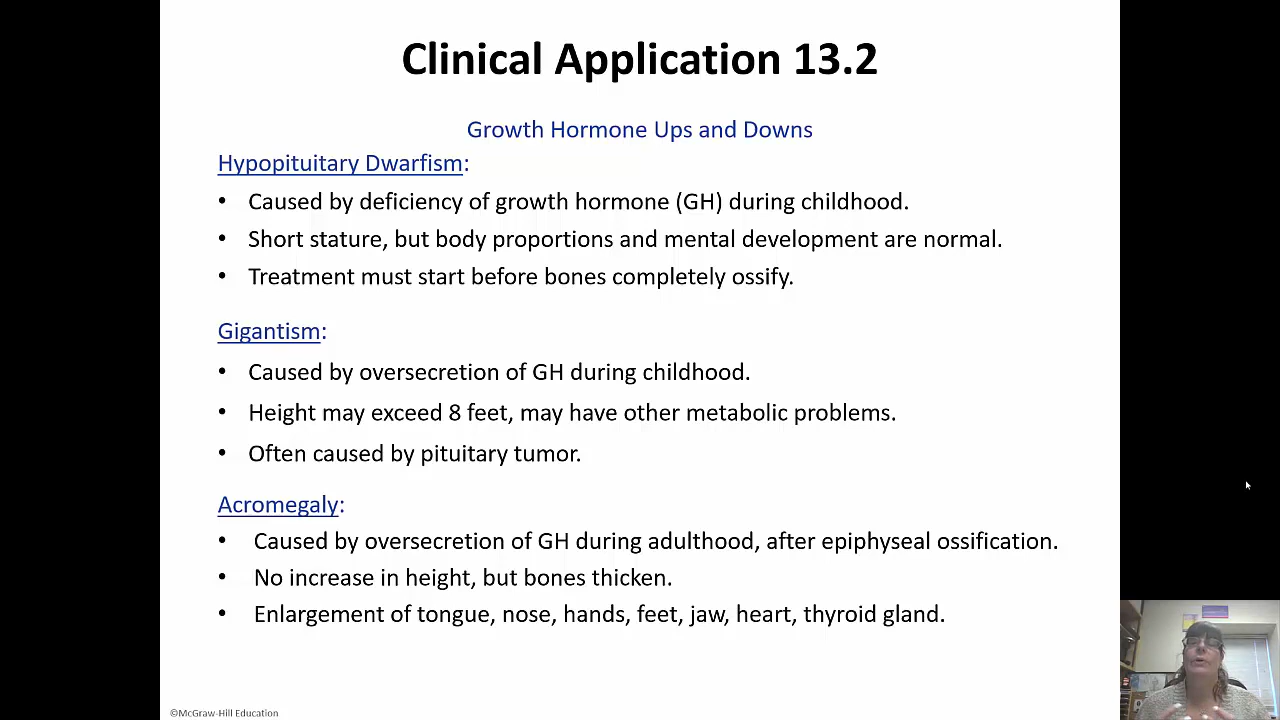 Clinical Application 13.2
Growth Hormone Ups and Downs
Hypopituitary Dwarfism:
• Caused by deficiency of growth hormone (GH) during childhood.
• Short stature, but body proportions and mental development are normal.
• Treatment must start before bones completely ossify.
Gigantism:
• Caused by oversecretion of GH during childhood.
• Height may exceed 8 feet, may have other metabolic problems.
• Often caused by pituitary tumor.
Acromegaly:
• Caused by oversecretion of GH during adulthood, after epiphyseal ossification.
• No increase in height, but bones thicken.
• Enlargement of tongue, nose, hands, feet, jaw, heart, thyroid gland.
©McGraw-Hill Education